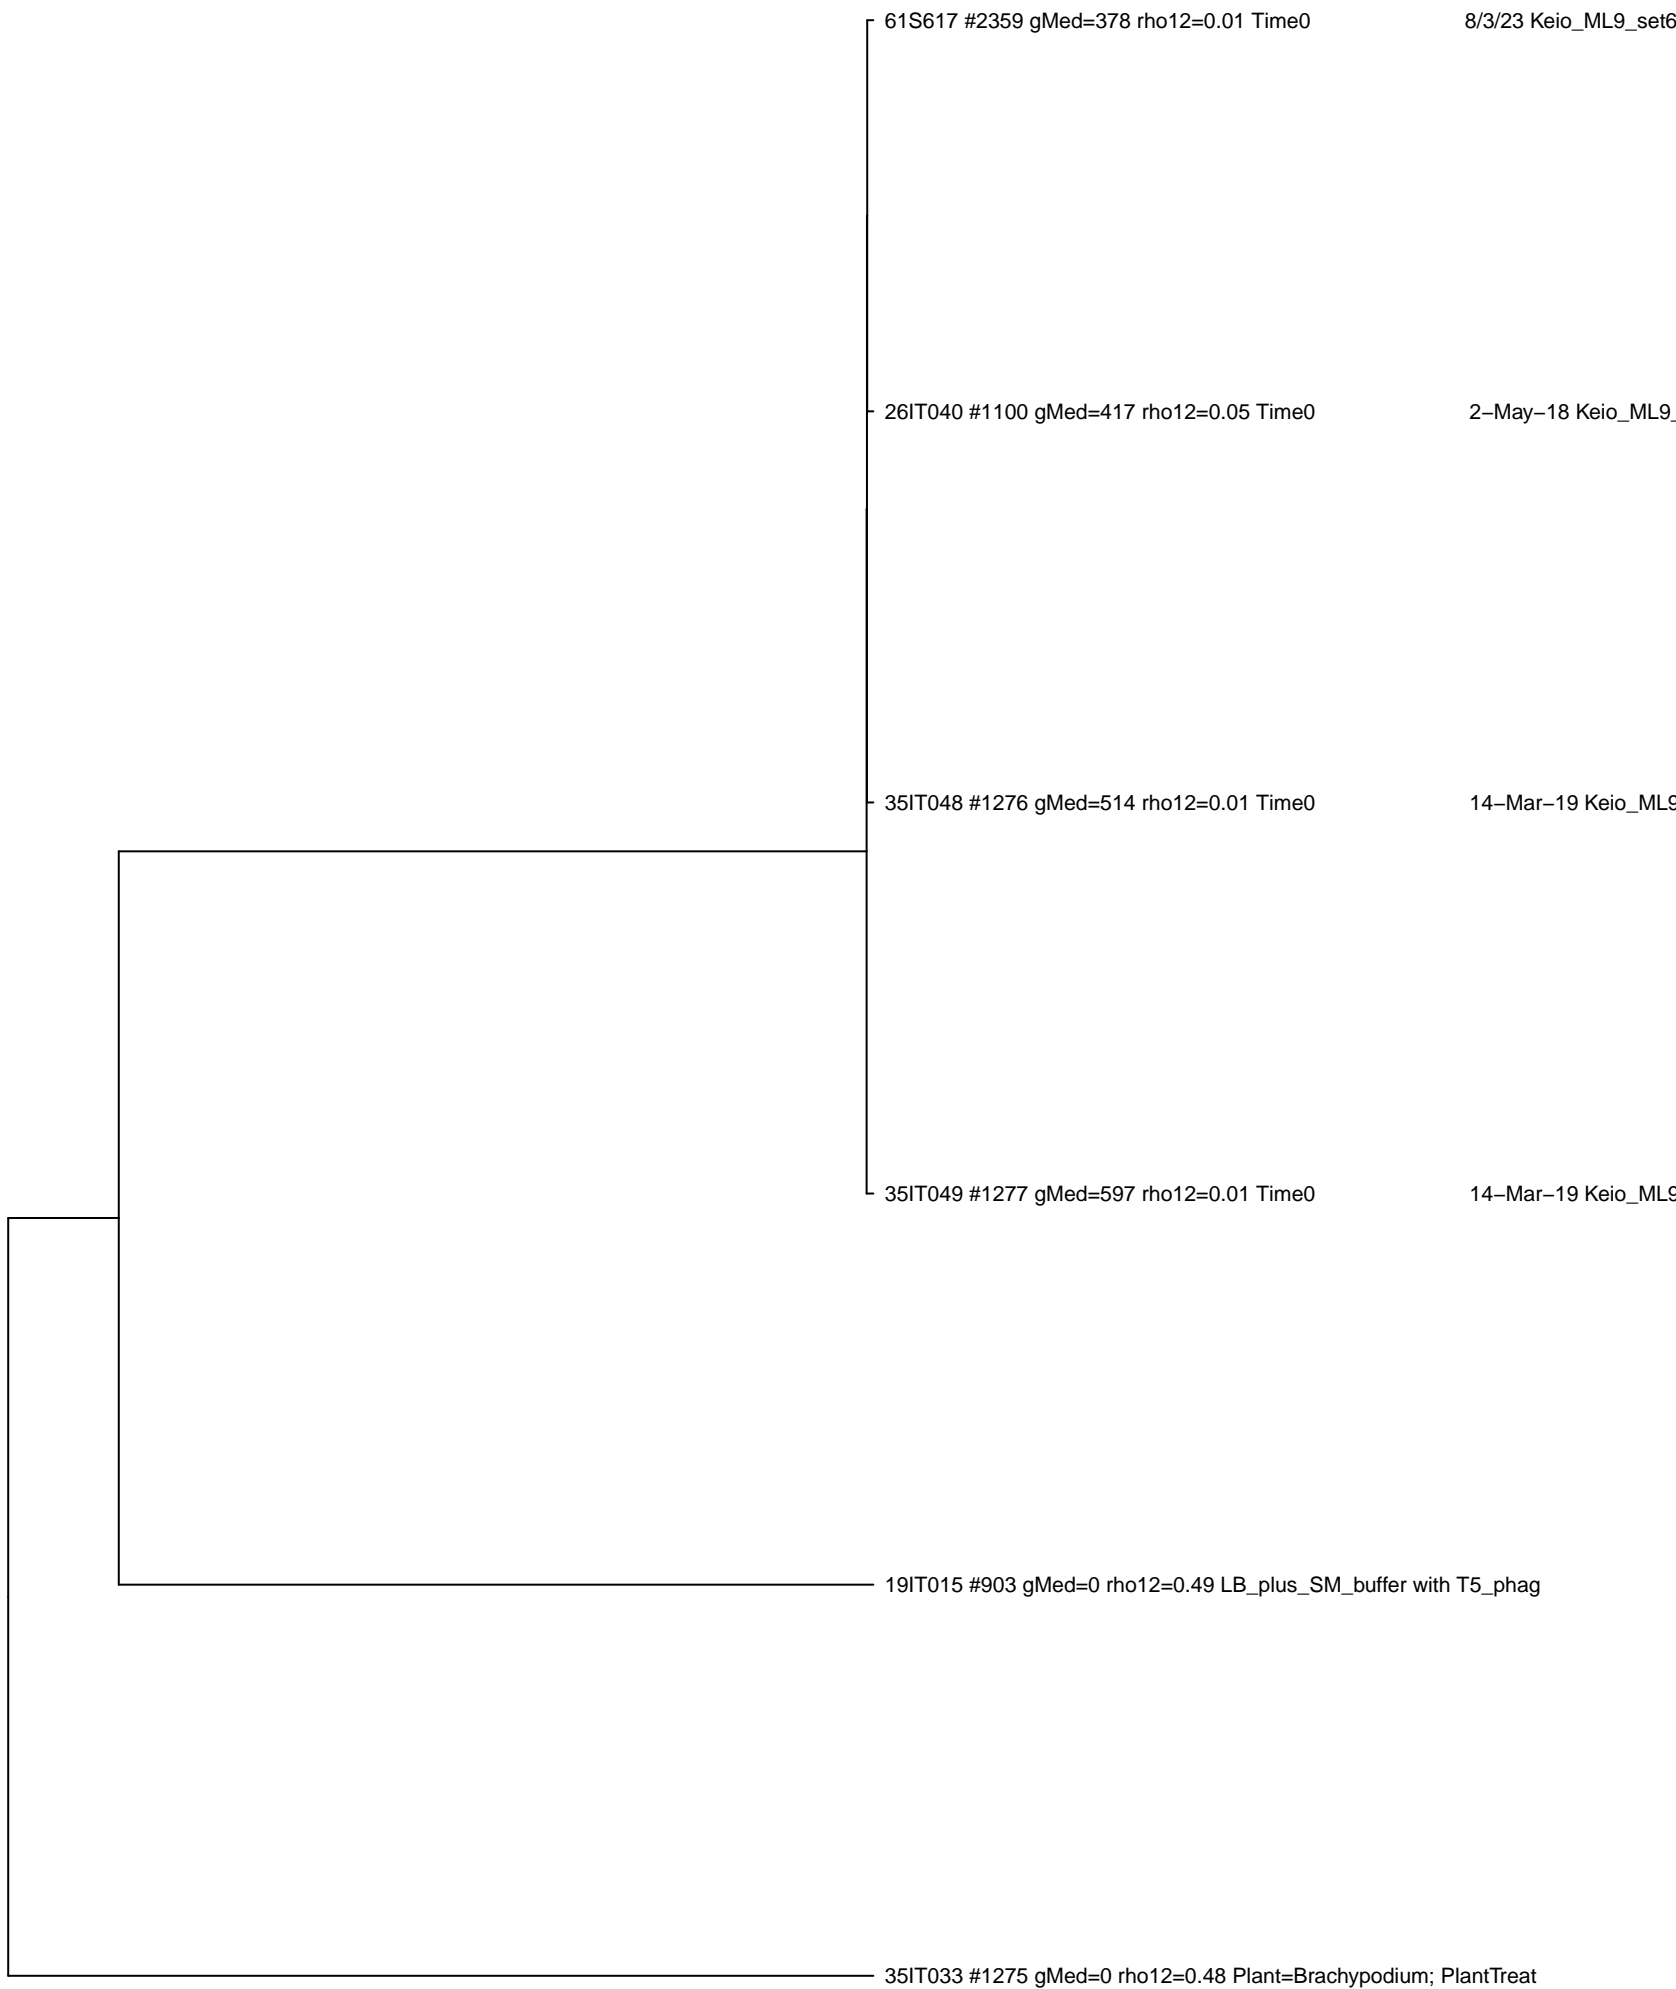 61S617 #2359 gMed=378 rho12=0.01 Time0 8/3/23 Keio_ML9_set6
26IT040 #1100 gMed=417 rho12=0.05 Time0 2−May−18 Keio_ML9_
35IT048 #1276 gMed=514 rho12=0.01 Time0 14−Mar−19 Keio_ML9
35IT049 #1277 gMed=597 rho12=0.01 Time0 14−Mar−19 Keio_ML9
19IT015 #903 gMed=0 rho12=0.49 LB_plus_SM_buffer with T5_phag
35IT033 #1275 gMed=0 rho12=0.48 Plant=Brachypodium; PlantTreat